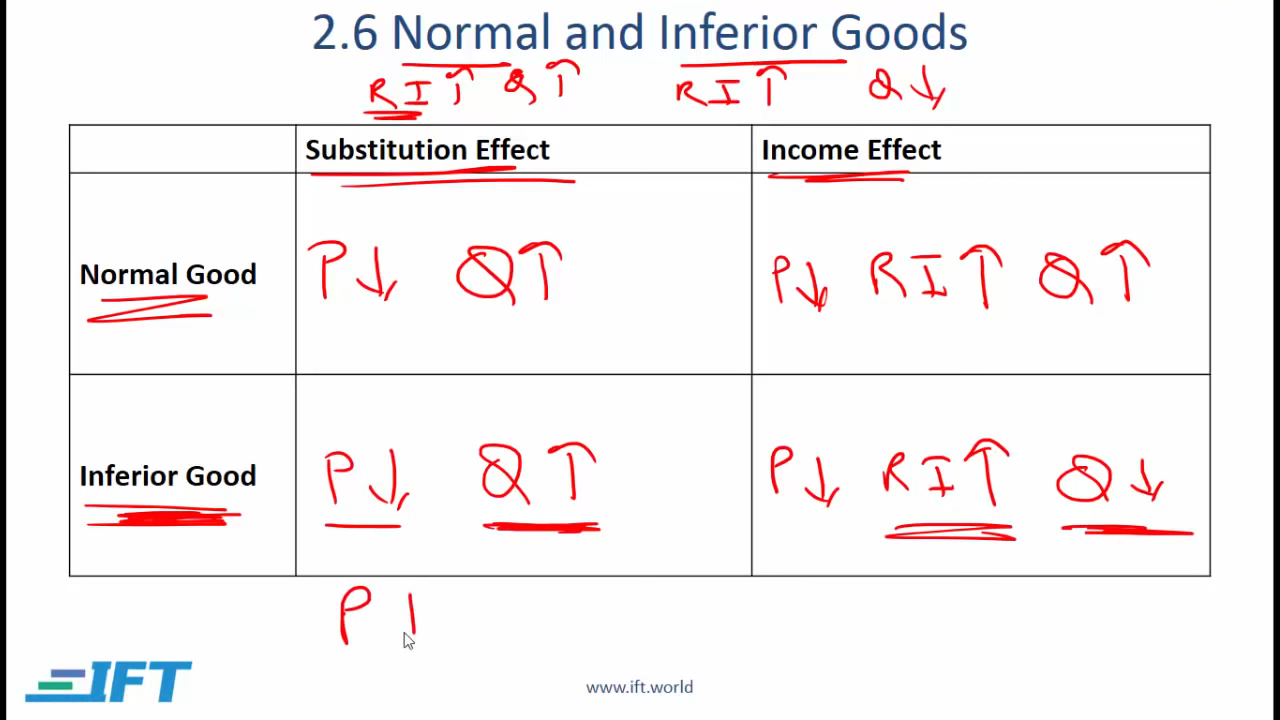 2.6 Normal and Inferior Goods
RI↑ Q↑ RI↑ Q↓
Substitution Effect Income Effect
Normal Good P↓ Q↑ P↓ RI↑ Q↑
Inferior Good P↓ Q↑ P↓ RI↑ Q↓
P
IFT
www.ift.world